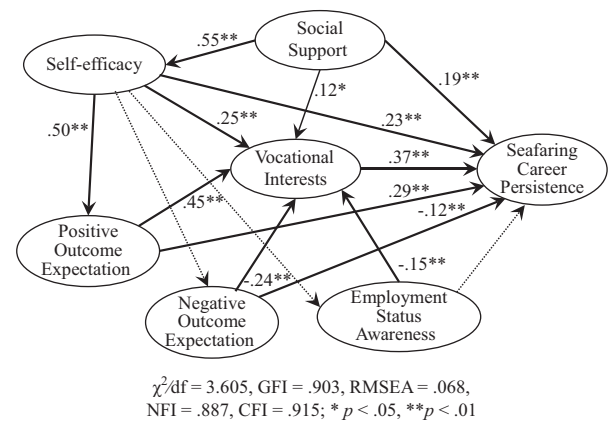 Social
Support
.55**
Self-efficacy
.12*
.19**
.50**
.25**
.23**
Vocational
Interests
.37**
Seafaring
Career
Persistence
.45**
.29**
-.12**
Positive
Outcome
Expectation
-.24**
-.15**
Negative
Outcome
Expectation
Employment
Status
Awareness
χ²/df = 3.605, GFI = .903, RMSEA = .068,
NFI = .887, CFI = .915; * p < .05, **p < .01